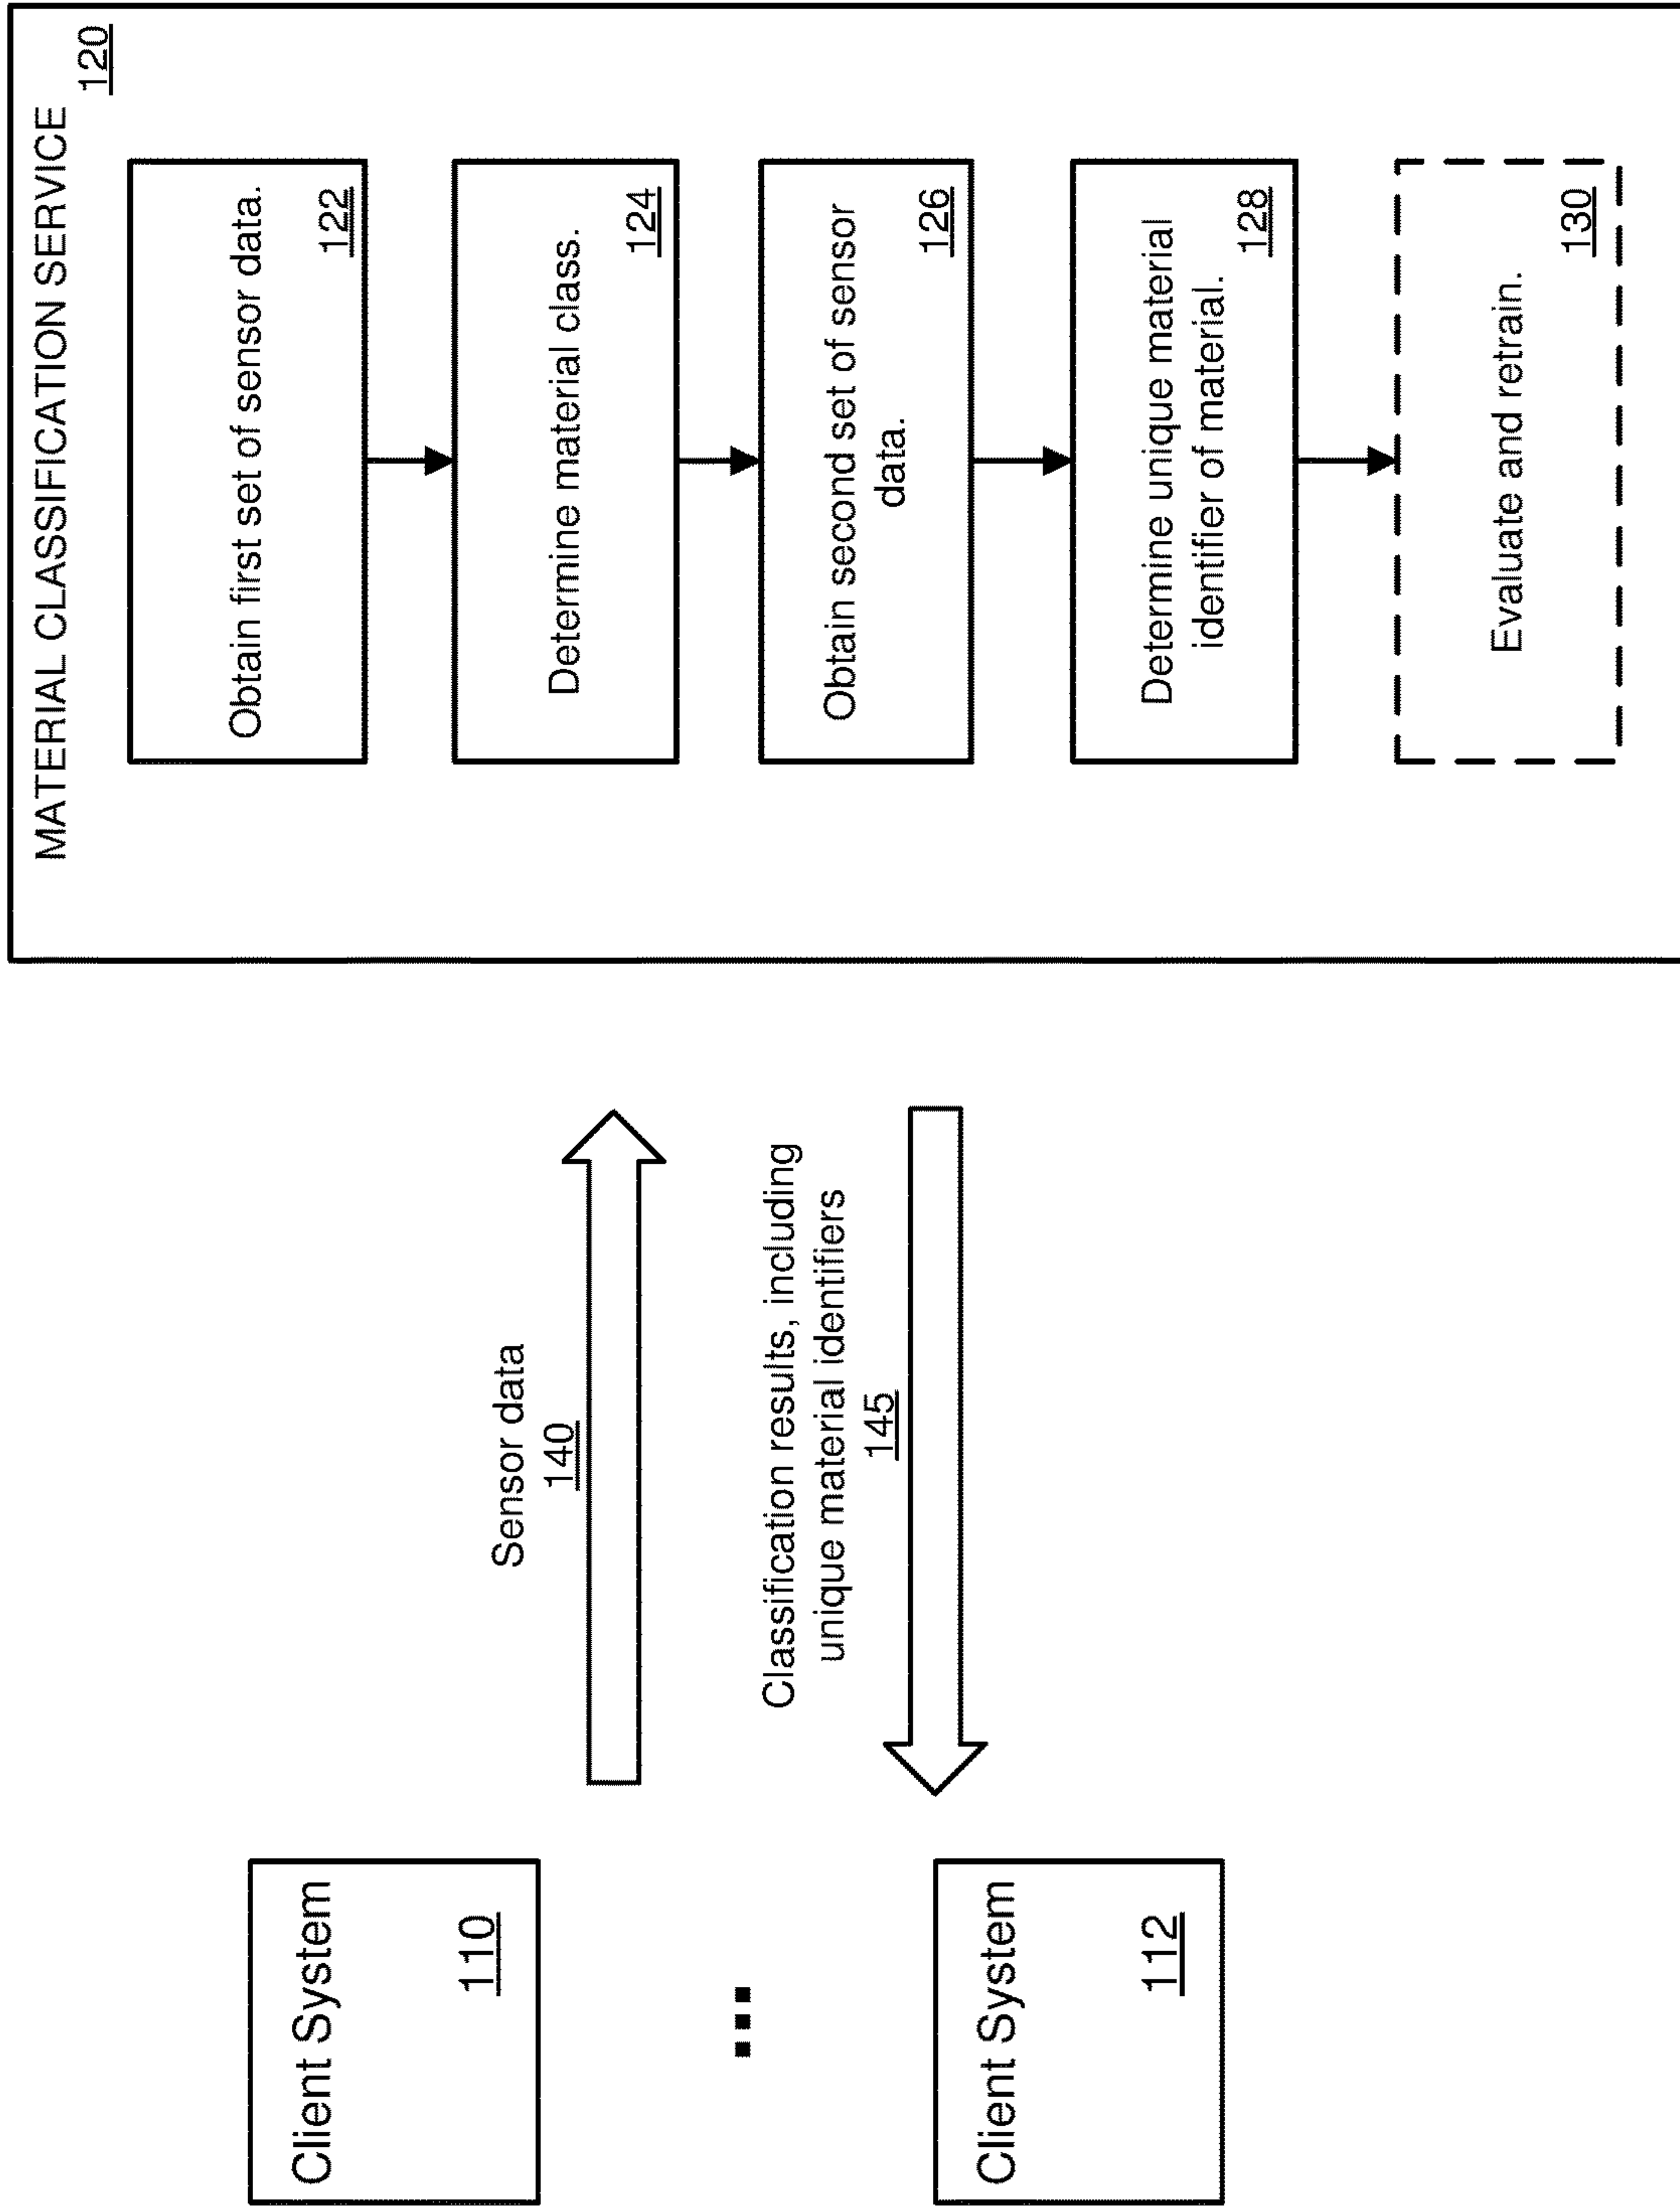 Client System
110
Client System
112
Sensor data
140
Classification results, including
unique material identifiers
145
MATERIAL CLASSIFICATION SERVICE
120
Obtain first set of sensor data.
122
Determine material class.
124
Obtain second set of sensor
data.
126
Determine unique material
identifier of material.
128
Evaluate and retrain.
130